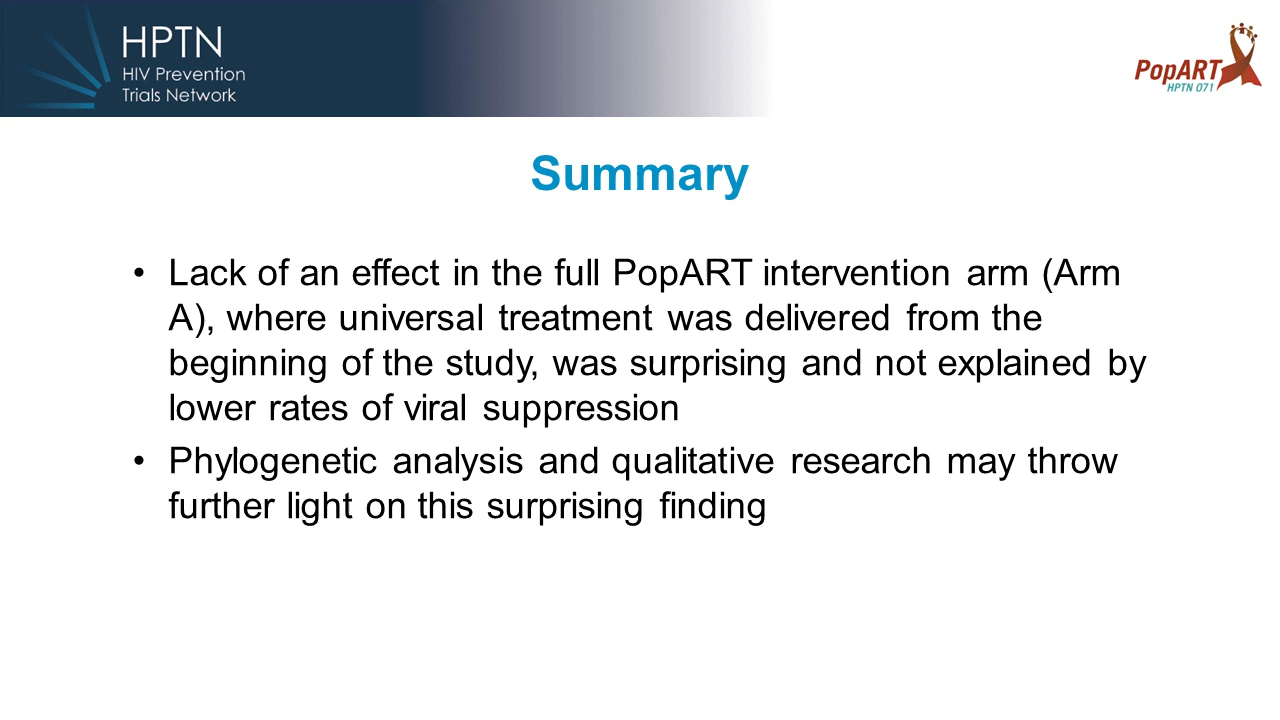 HPTN
HIV Prevention
Trials Network
PopART
HPTN 071
Summary
• Lack of an effect in the full PopART intervention arm (Arm
A), where universal treatment was delivered from the
beginning of the study, was surprising and not explained by
lower rates of viral suppression
• Phylogenetic analysis and qualitative research may throw
further light on this surprising finding